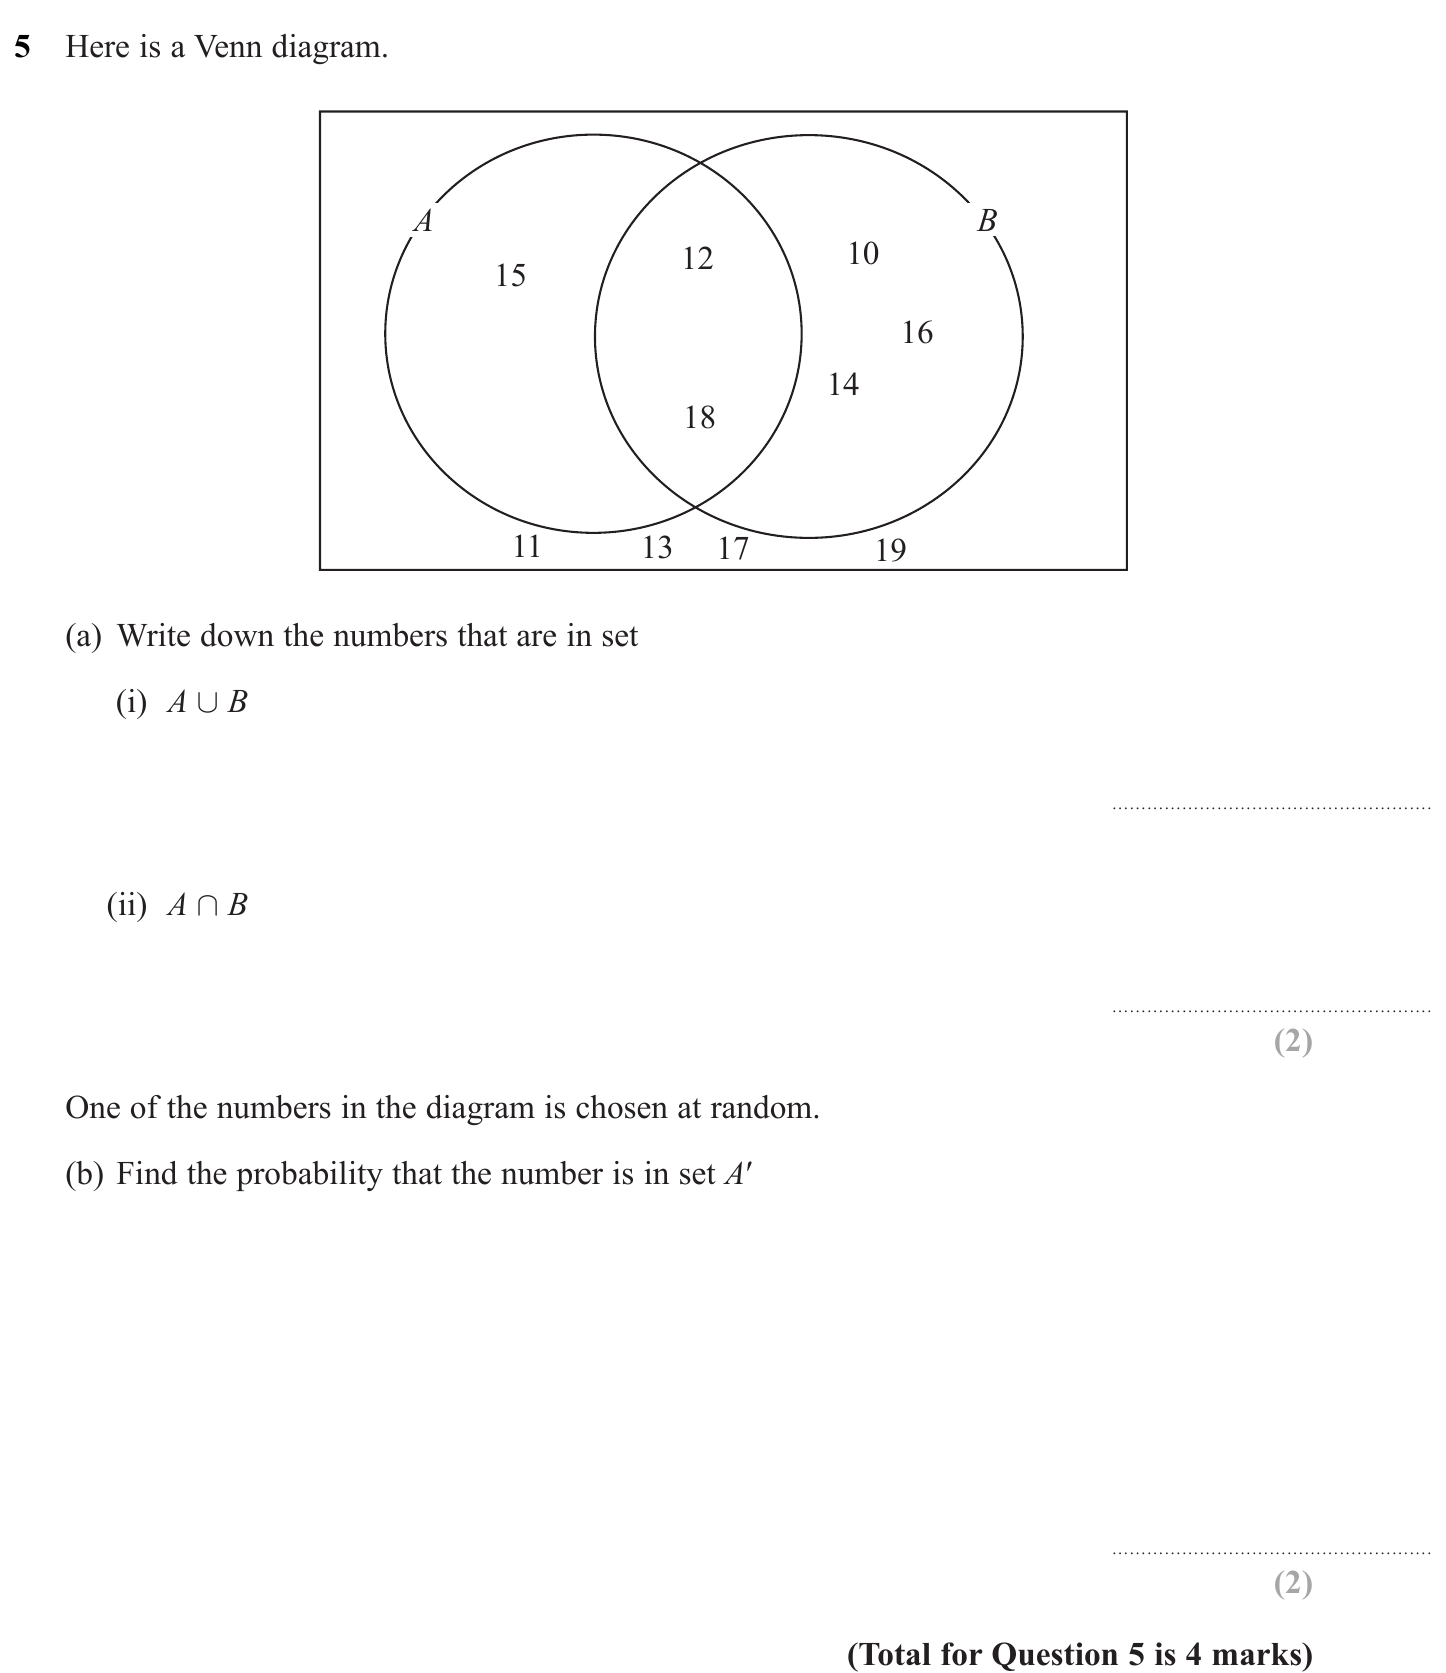 5 Here is a Venn diagram.
A
B
15
12
10
16
14
18
11 13 17 19
(a) Write down the numbers that are in set
(i) A ∪ B
(ii) A ∩ B
(2)
One of the numbers in the diagram is chosen at random.
(b) Find the probability that the number is in set A′
(2)
(Total for Question 5 is 4 marks)